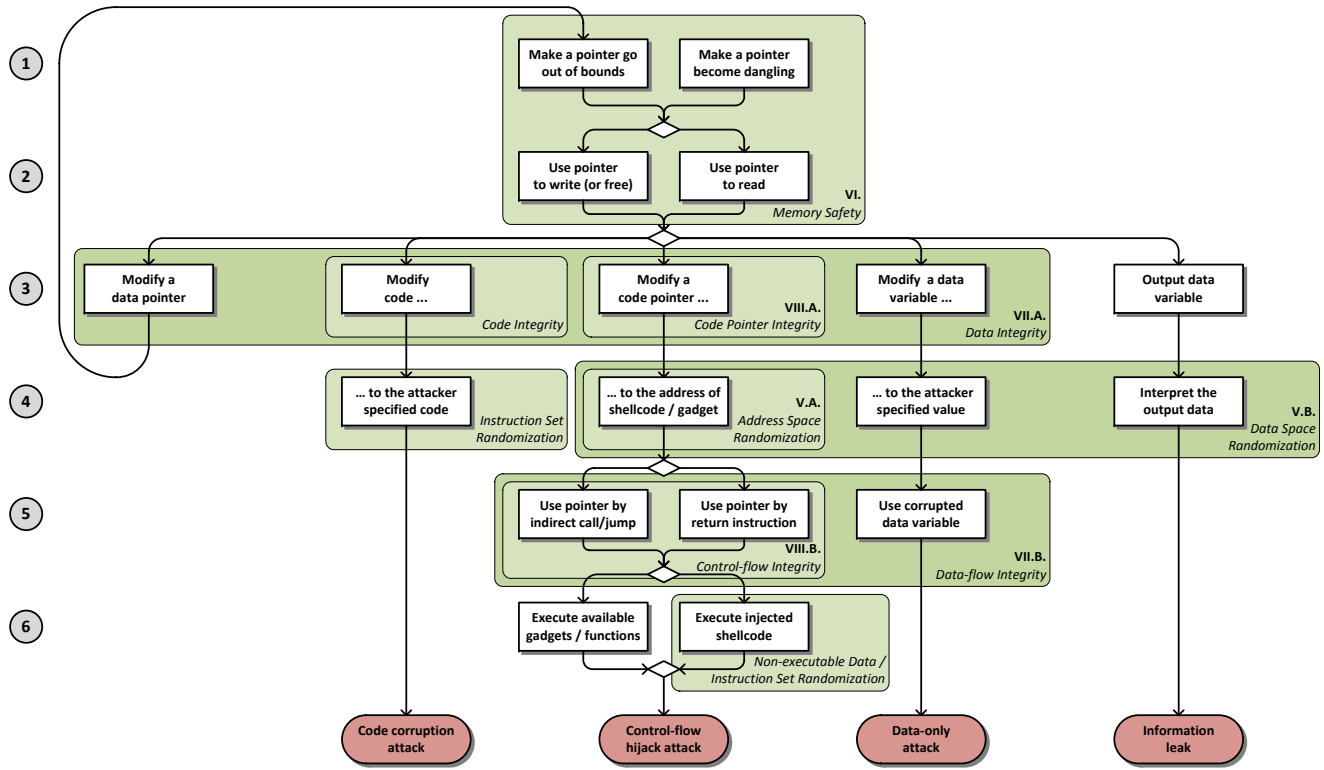 1
Make a pointer go
out of bounds
Make a pointer
become dangling
2
Use pointer
to write (or free)
Use pointer
to read
VI.
Memory Safety
3
Modify a
data pointer
Modify
code ...
Code Integrity
Modify a
code pointer ...
VIII.A.
Code Pointer Integrity
Modify a data
variable ...
VII.A.
Data Integrity
Output data
variable
4
... to the attacker
specified code
Instruction Set
Randomization
... to the address of
shellcode / gadget
V.A.
Address Space
Randomization
... to the attacker
specified value
Interpret the
output data
V.B.
Data Space
Randomization
5
Use pointer by
indirect call/jump
Use pointer by
return instruction
VIII.B.
Control-flow Integrity
Use corrupted
data variable
VII.B.
Data-flow Integrity
6
Execute available
gadgets / functions
Execute injected
shellcode
Non-executable Data /
Instruction Set Randomization
Code corruption
attack
Control-flow
hijack attack
Data-only
attack
Information
leak